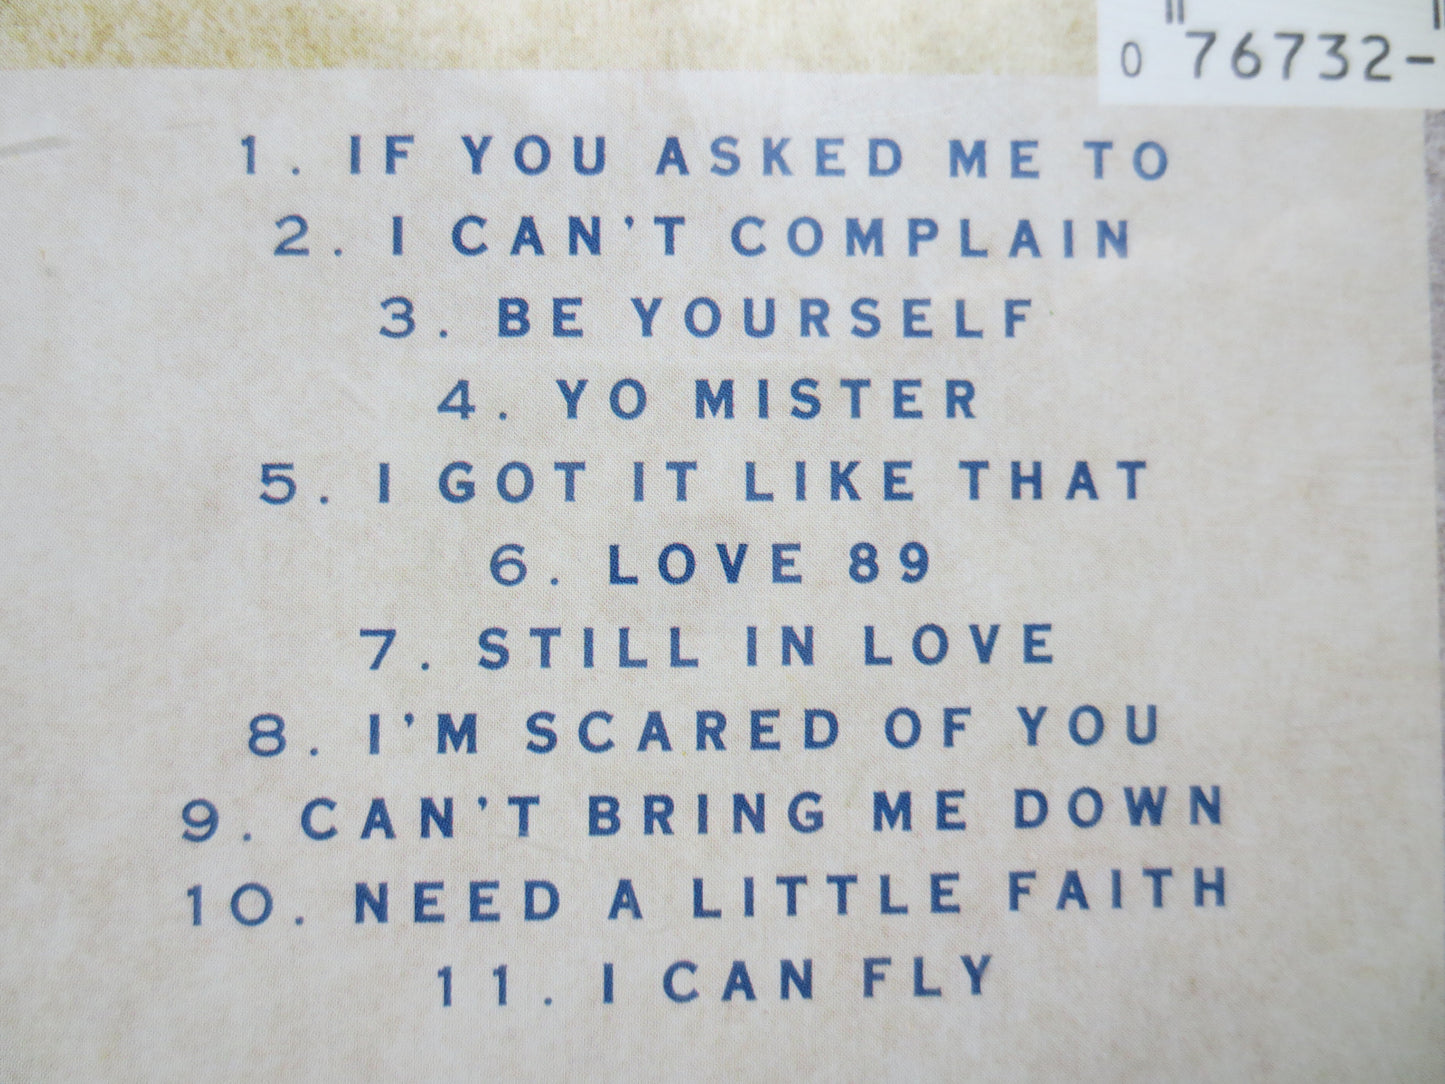 0 76732-
1. IF YOU ASKED ME TO
2. I CAN'T COMPLAIN
3. BE YOURSELF
4. YO MISTER
5. I GOT IT LIKE THAT
6. LOVE 89
7. STILL IN LOVE
8. I'M SCARED OF YOU
9. CAN'T BRING ME DOWN
10. NEED A LITTLE FAITH
11. I CAN FLY